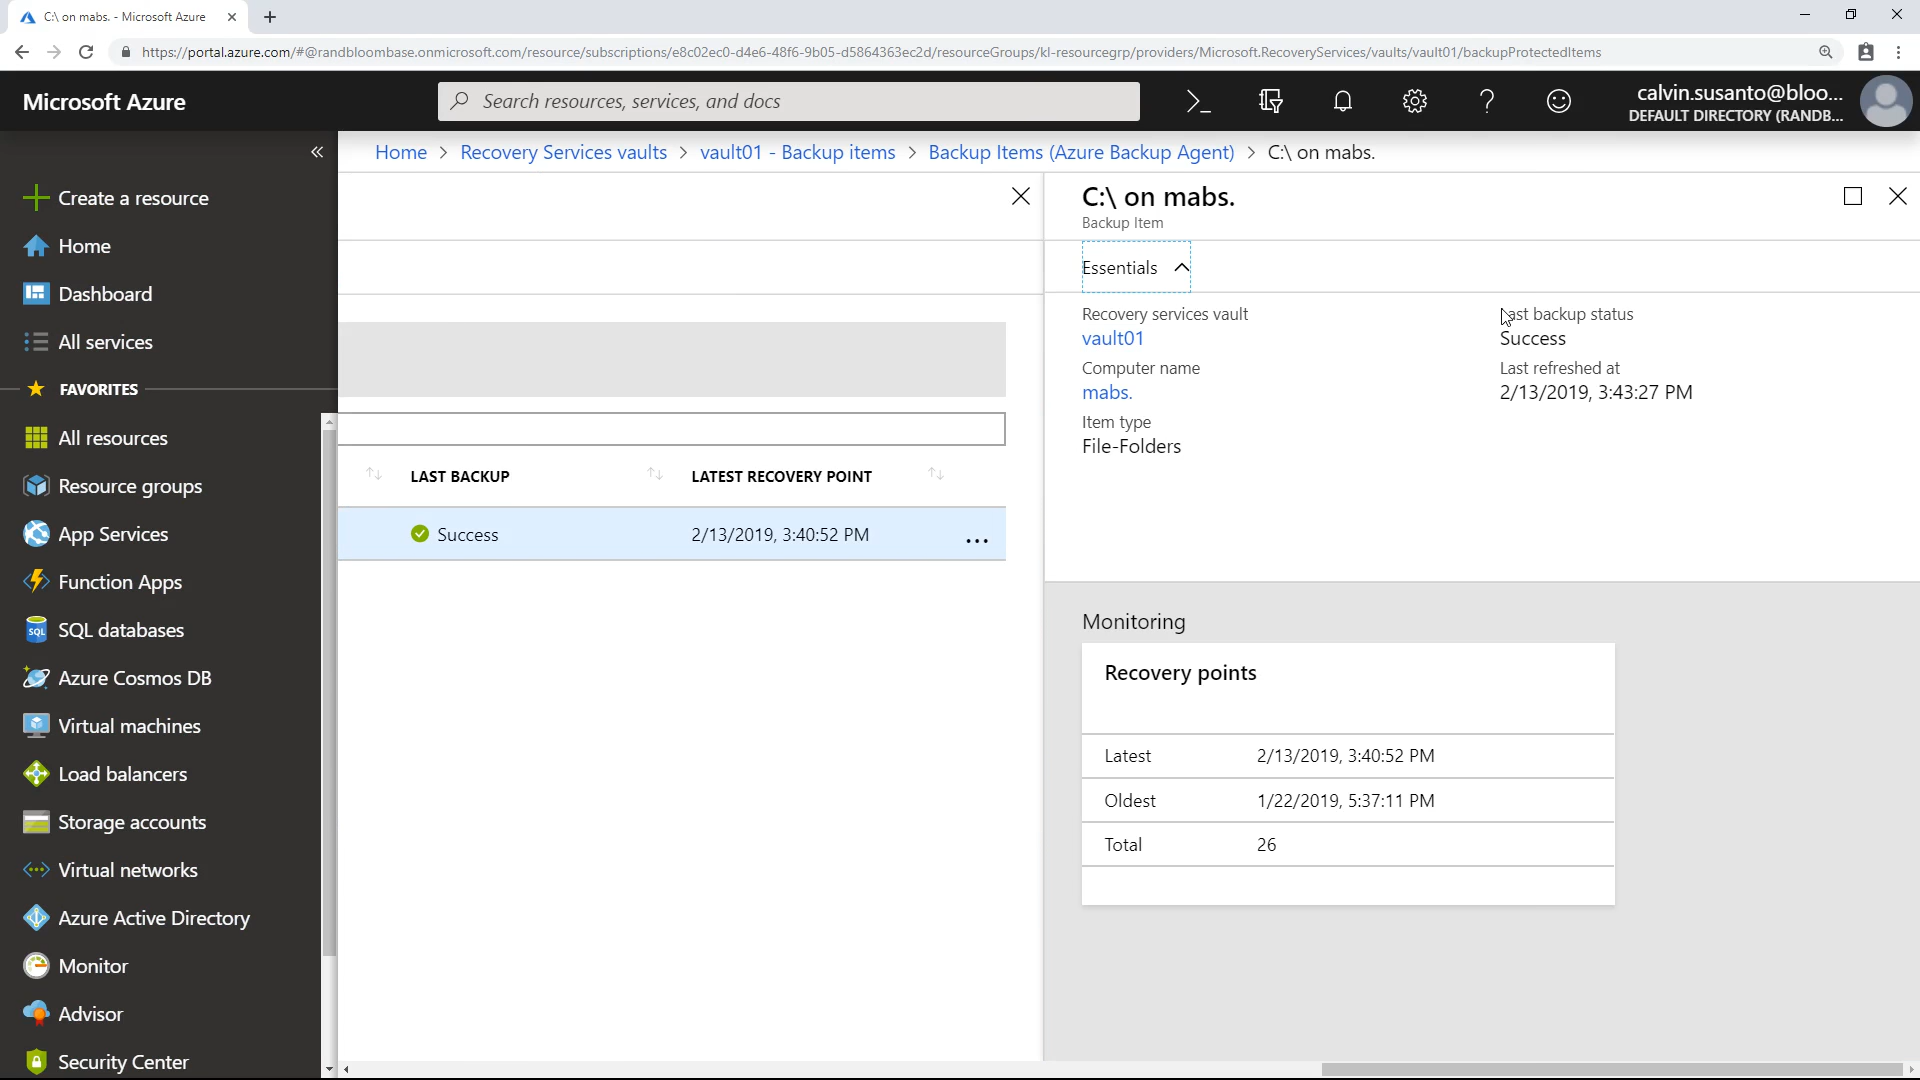 C:\ on mabs. - Microsoft Azure
https://portal.azure.com/#@randbloombase.onmicrosoft.com/resource/subscriptions/e8c02ec0-d4e6-48f6-9b05-d5864363ec2d/resourceGroups/kl-resourcegrp/providers/Microsoft.RecoveryServices/vaults/vault01/backupProtectedItems
Microsoft Azure
Search resources, services, and docs
calvin.susanto@bloo...
DEFAULT DIRECTORY (RANDB...
Home > Recovery Services vaults > vault01 - Backup items > Backup Items (Azure Backup Agent) > C:\ on mabs.
Create a resource
Home
Dashboard
All services
FAVORITES
All resources
Resource groups
App Services
Function Apps
SQL databases
Azure Cosmos DB
Virtual machines
Load balancers
Storage accounts
Virtual networks
Azure Active Directory
Monitor
Advisor
Security Center
LAST BACKUP LATEST RECOVERY POINT
Success 2/13/2019, 3:40:52 PM ...
C:\ on mabs.
Backup Item
Essentials
Recovery services vault
vault01
Computer name
mabs.
Item type
File-Folders
Last backup status
Success
Last refreshed at
2/13/2019, 3:43:27 PM
Monitoring
Recovery points
Latest 2/13/2019, 3:40:52 PM
Oldest 1/22/2019, 5:37:11 PM
Total 26